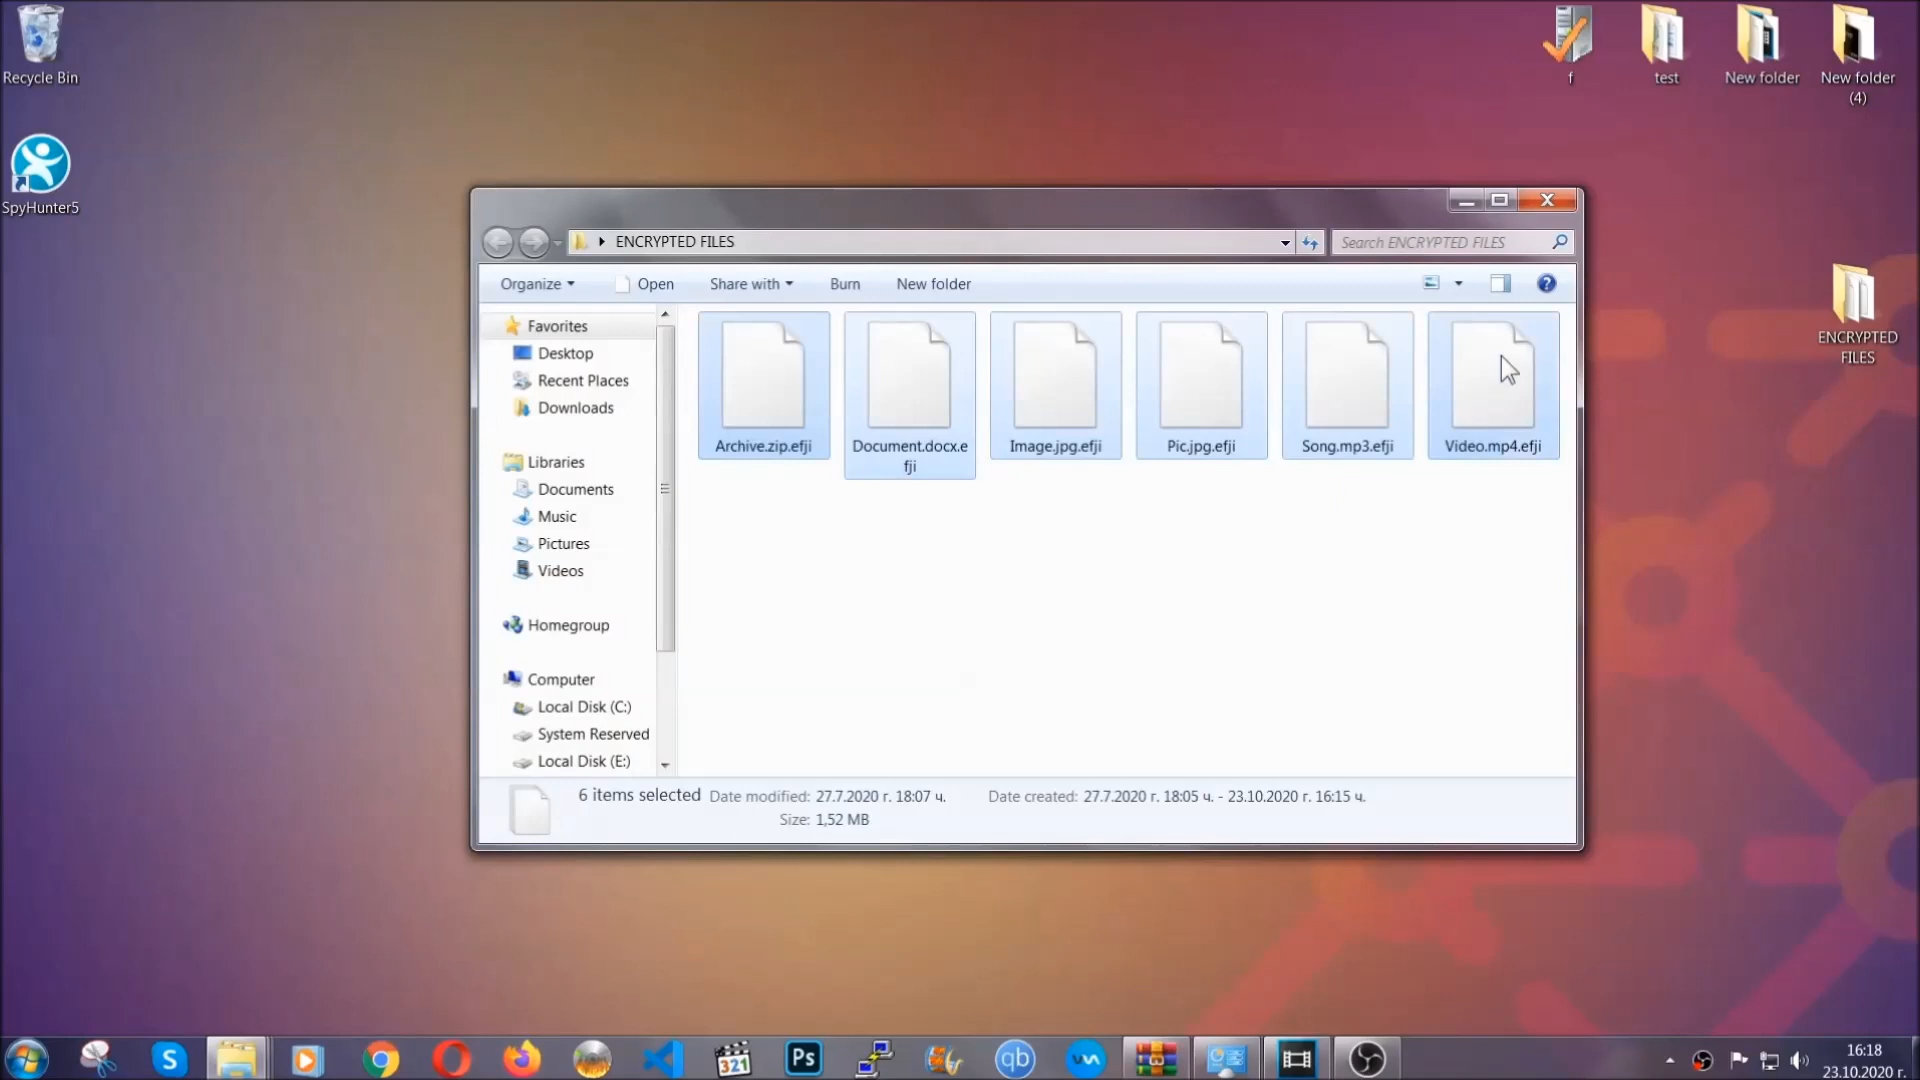 Recycle Bin
SpyHunter5
f
test
New folder
New folder
(4)
ENCRYPTED
FILES
ENCRYPTED FILES
Search ENCRYPTED FILES
Organize
Open
Share with
Burn
New folder
Favorites
Desktop
Recent Places
Downloads
Libraries
Documents
Music
Pictures
Videos
Homegroup
Computer
Local Disk (C:)
System Reserved
Local Disk (E:)
Archive.zip.efji
Document.docx.e
fji
Image.jpg.efji
Pic.jpg.efji
Song.mp3.efji
Video.mp4.efji
6 items selected Date modified: 27.7.2020 г. 18:07 ч. Date created: 27.7.2020 г. 18:05 ч. - 23.10.2020 г. 16:15 ч.
Size: 1,52 MB
S
321
Ps
qb
16:18
23.10.2020 г.